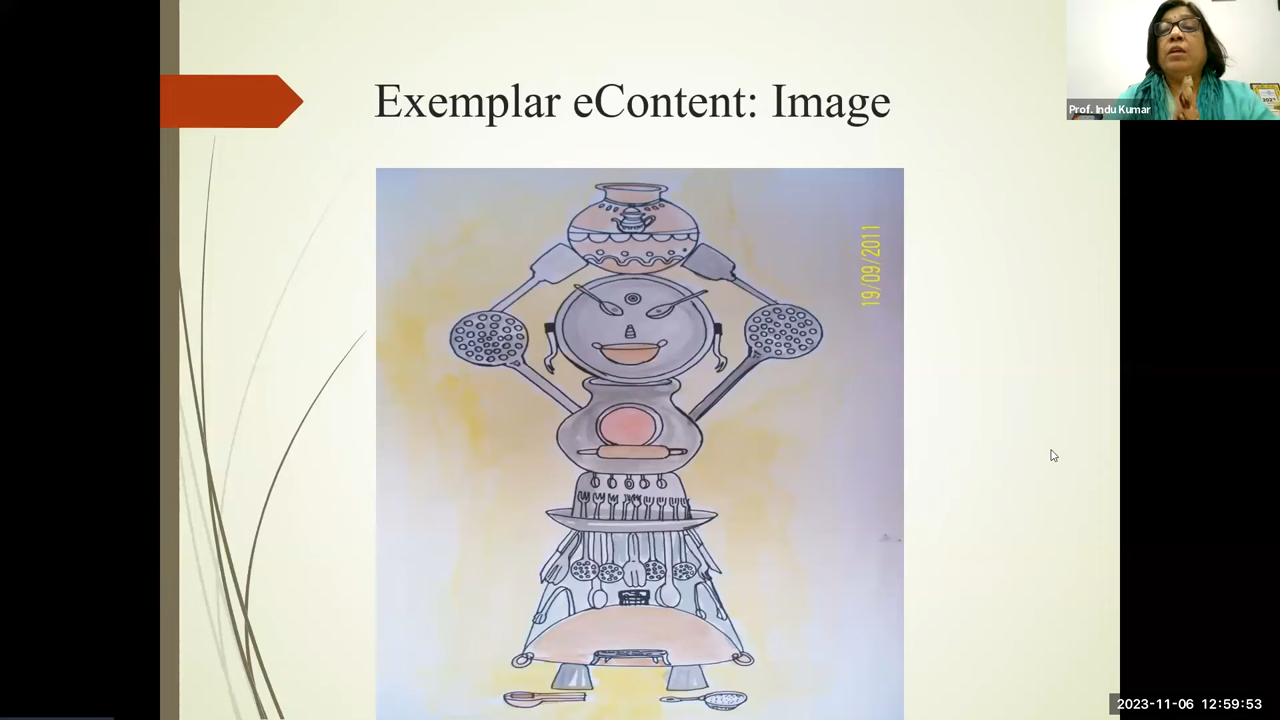 Exemplar eContent: Image
Prof. Indu Kumar
19/09/2011
2023-11-06 12:59:53